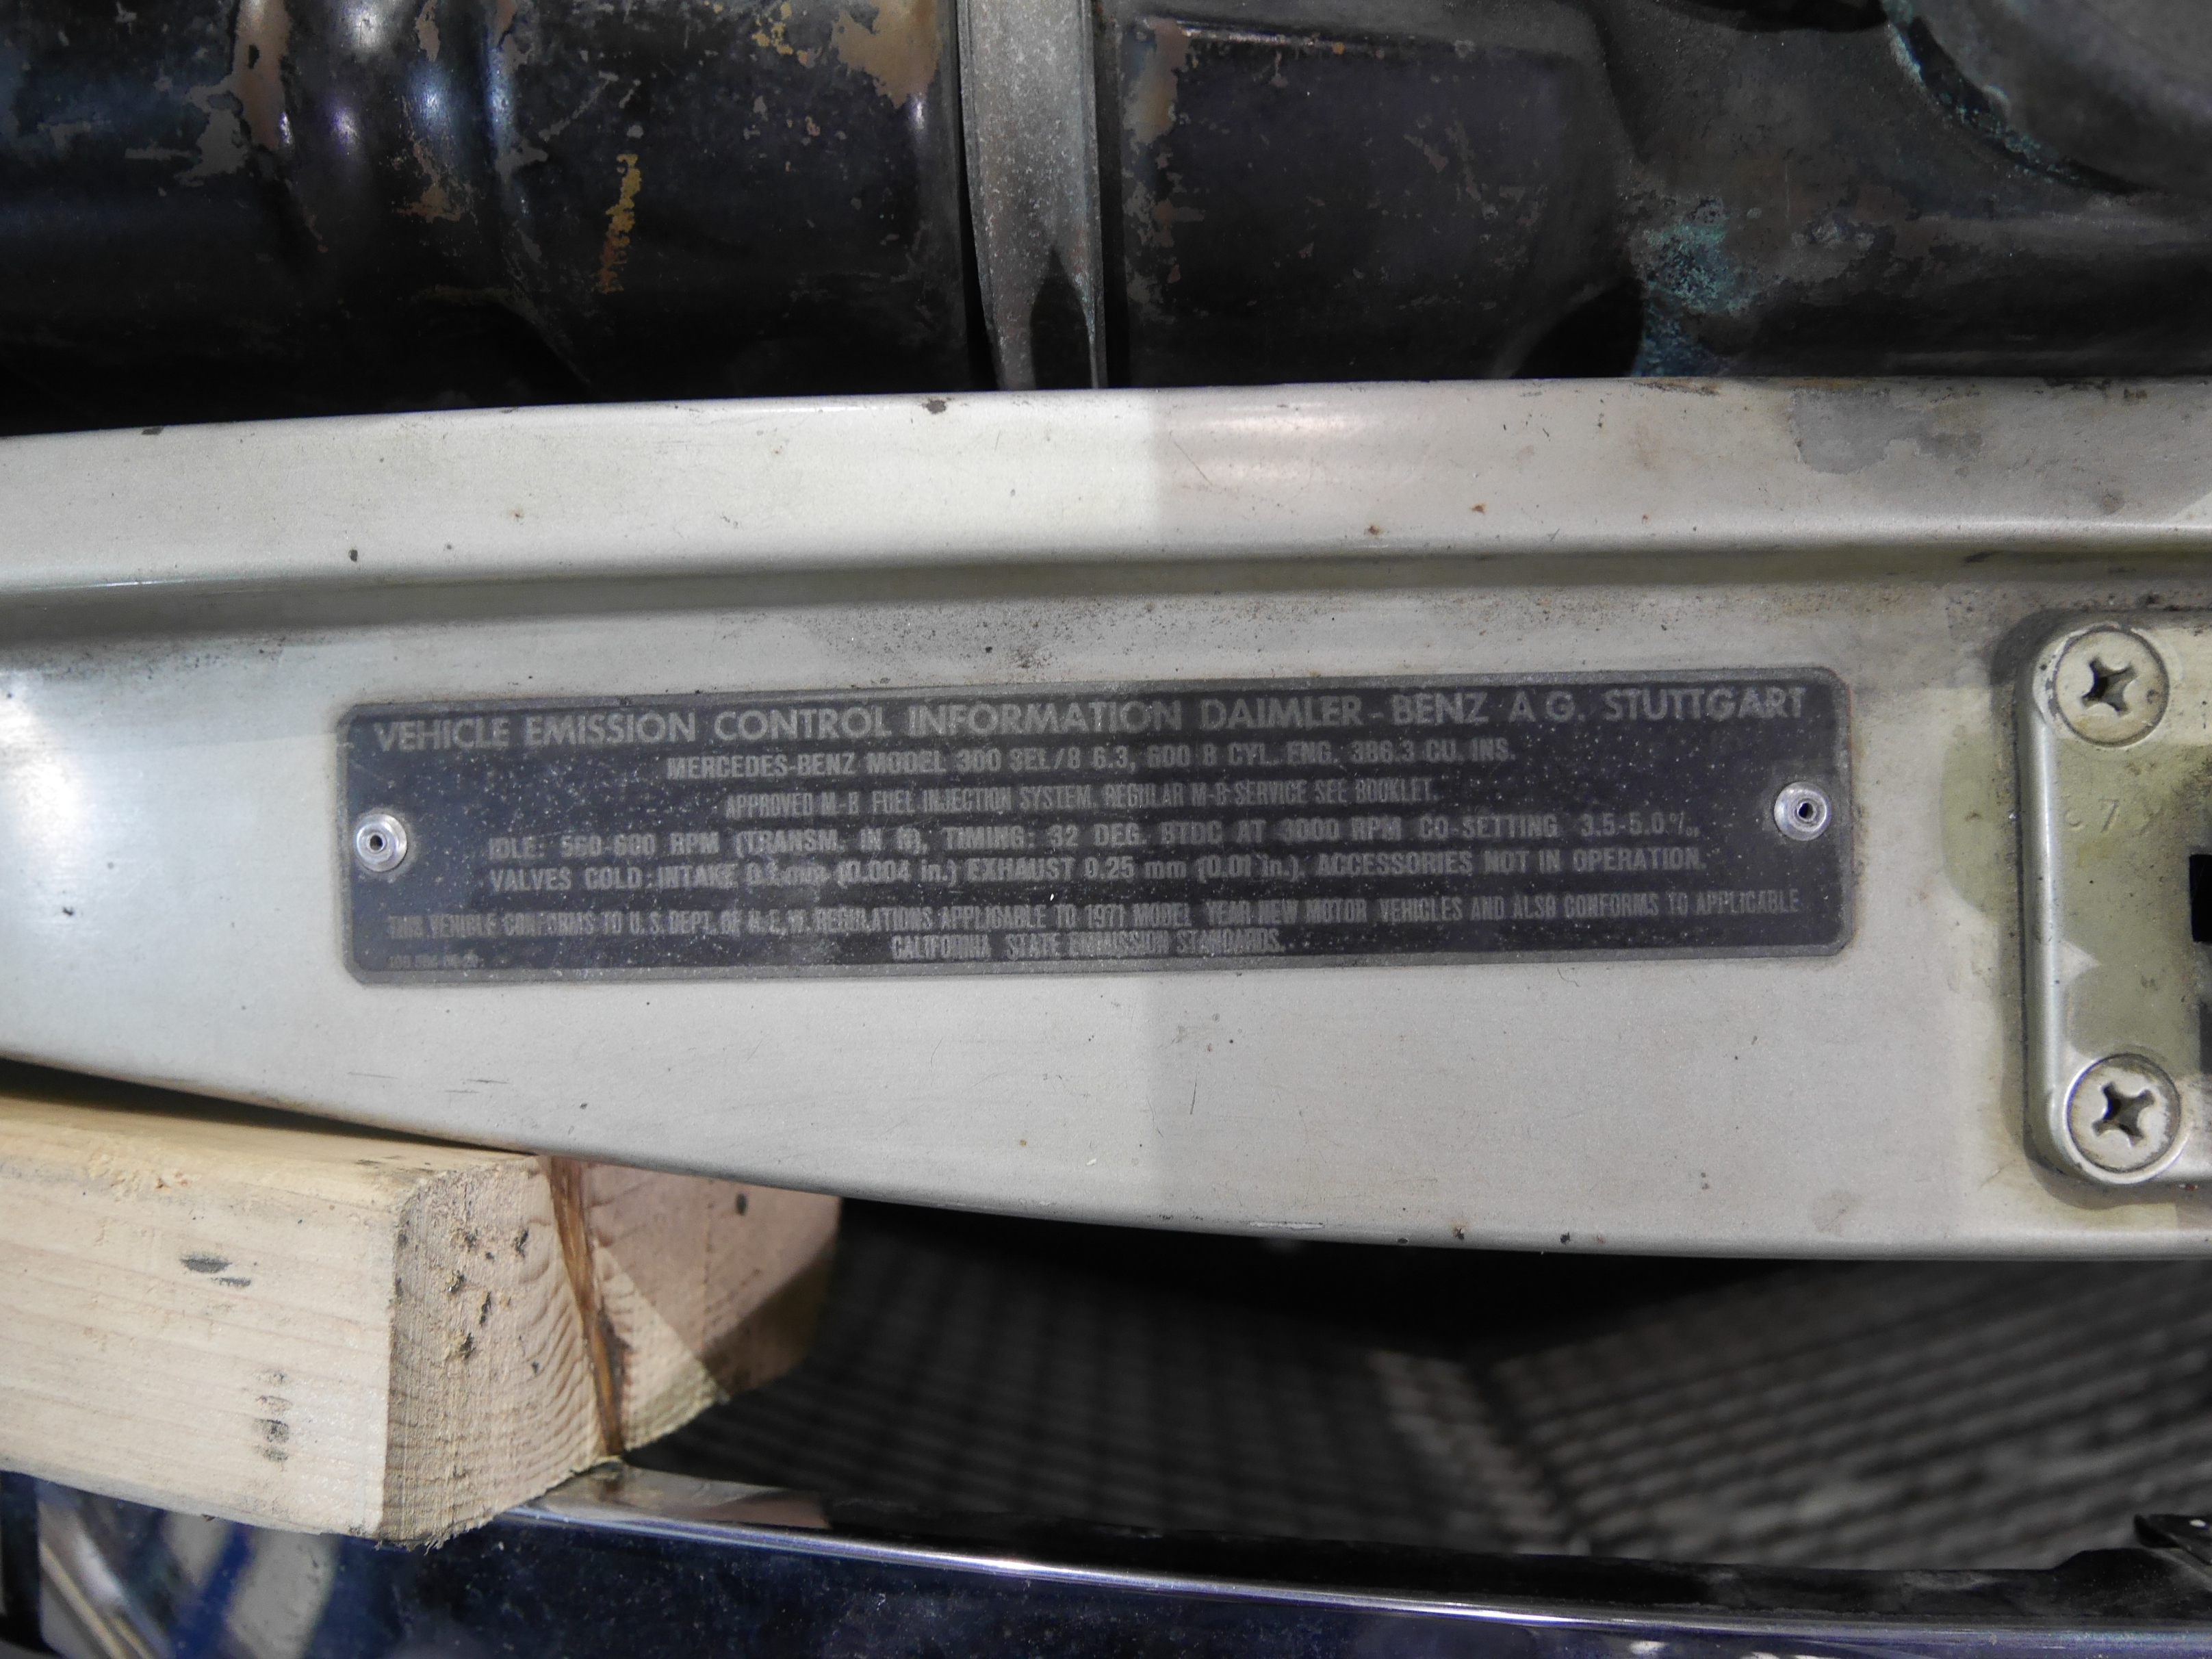 VEHICLE EMISSION CONTROL INFORMATION DAIMLER-BENZ A.G. STUTTGART
MERCEDES-BENZ MODEL 300 SEL/8 6.3, 600 8 CYL. ENG. 386.3 CU. INS.
APPROVED M-B FUEL INJECTION SYSTEM. REGULAR M-B SERVICE SEE BOOKLET.
IDLE: 560-600 RPM (TRANSM. IN N), TIMING: 32 DEG. BTDC AT 3000 RPM CO-SETTING 3.5-5.0%,
VALVES COLD: INTAKE 0.1 mm (0.004 in.) EXHAUST 0.25 mm (0.01 in.), ACCESSORIES NOT IN OPERATION.
THIS VEHICLE CONFORMS TO U.S. DEPT. OF H.E.W. REGULATIONS APPLICABLE TO 1971 MODEL YEAR NEW MOTOR VEHICLES AND ALSO CONFORMS TO APPLICABLE
CALIFORNIA STATE EMISSION STANDARDS.